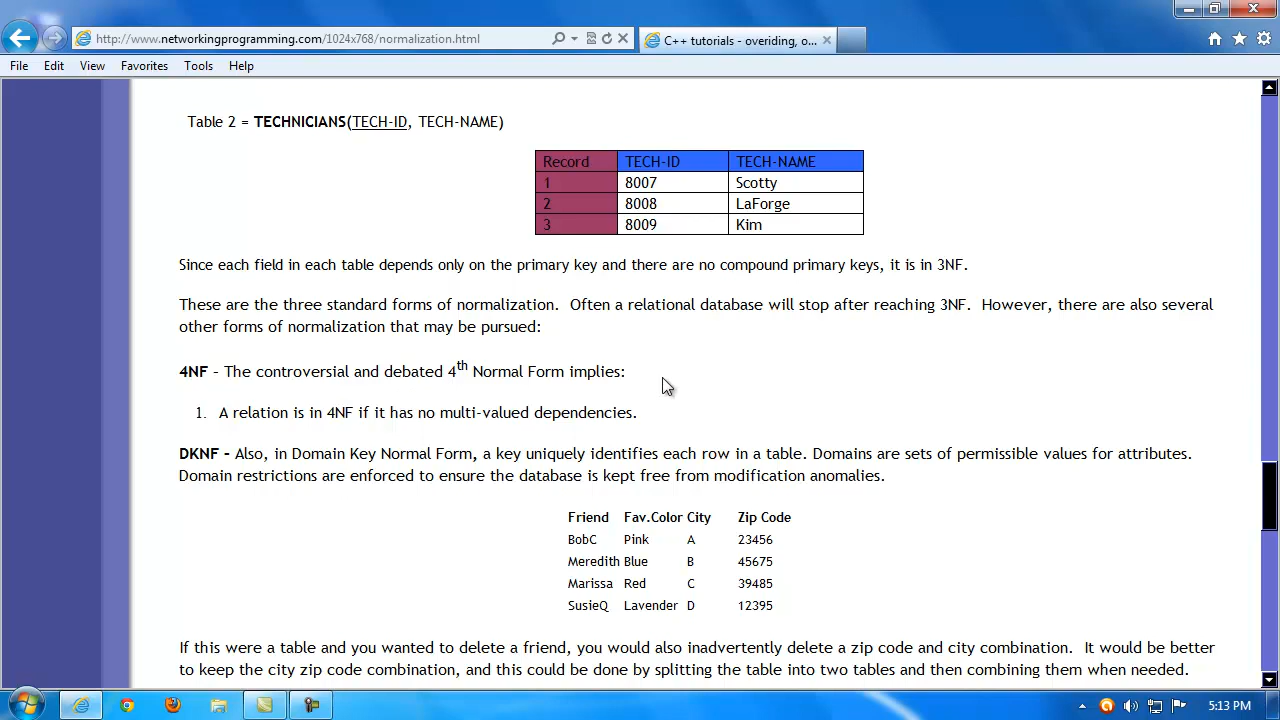 http://www.networkingprogramming.com/1024x768/normalization.html
C++ tutorials - overiding, o...
File Edit View Favorites Tools Help
Table 2 = TECHNICIANS(TECH-ID, TECH-NAME)
Record TECH-ID TECH-NAME
1 8007 Scotty
2 8008 LaForge
3 8009 Kim
Since each field in each table depends only on the primary key and there are no compound primary keys, it is in 3NF.
These are the three standard forms of normalization. Often a relational database will stop after reaching 3NF. However, there are also several
other forms of normalization that may be pursued:
4NF - The controversial and debated 4th Normal Form implies:
1. A relation is in 4NF if it has no multi-valued dependencies.
DKNF - Also, in Domain Key Normal Form, a key uniquely identifies each row in a table. Domains are sets of permissible values for attributes.
Domain restrictions are enforced to ensure the database is kept free from modification anomalies.
Friend Fav.Color City Zip Code
BobC Pink A 23456
Meredith Blue B 45675
Marissa Red C 39485
SusieQ Lavender D 12395
If this were a table and you wanted to delete a friend, you would also inadvertently delete a zip code and city combination. It would be better
to keep the city zip code combination, and this could be done by splitting the table into two tables and then combining them when needed.
5:13 PM